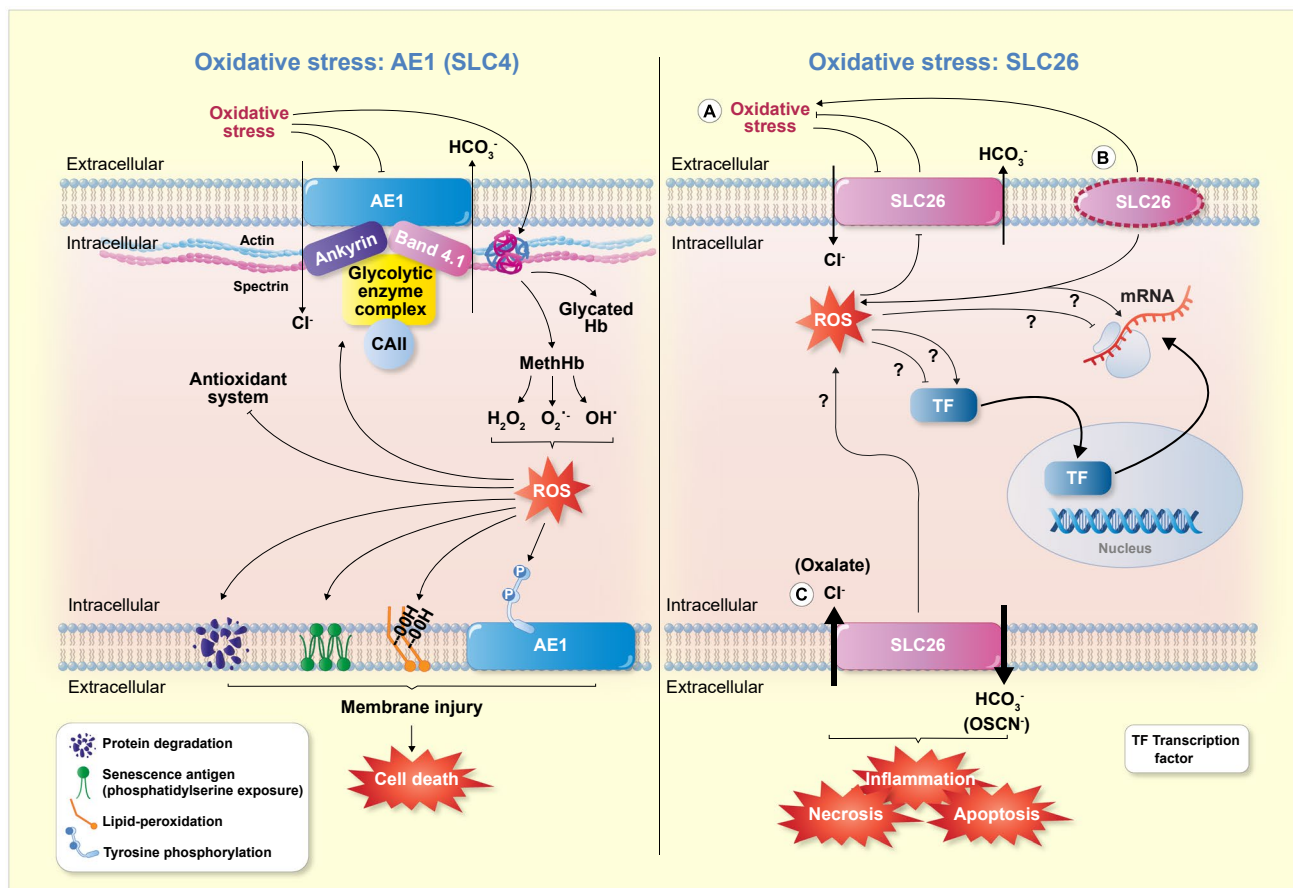 Oxidative stress: AE1 (SLC4)
Oxidative
stress
Extracellular
HCO₃⁻
AE1
Intracellular
Actin
Ankyrin
Band 4.1
Spectrin
Glycolytic
enzyme
complex
Cl⁻
CAII
Glycated
Hb
MethHb
Antioxidant
system
H₂O₂
O₂˙⁻
OH˙
ROS
P
P
Intracellular
--OOH
--OOH
AE1
Extracellular
Membrane injury
Cell death
Protein degradation
Senescence antigen
(phosphatidylserine exposure)
Lipid-peroxidation
P
P
Tyrosine phosphorylation
Oxidative stress: SLC26
A
Oxidative
stress
Extracellular
HCO₃⁻
B
SLC26
SLC26
Intracellular
Cl⁻
ROS
?
mRNA
?
?
?
?
TF
TF
Nucleus
(Oxalate)
C
Cl⁻
Intracellular
SLC26
Extracellular
HCO₃⁻
(OSCN⁻)
Inflammation
Necrosis
Apoptosis
TF Transcription
factor